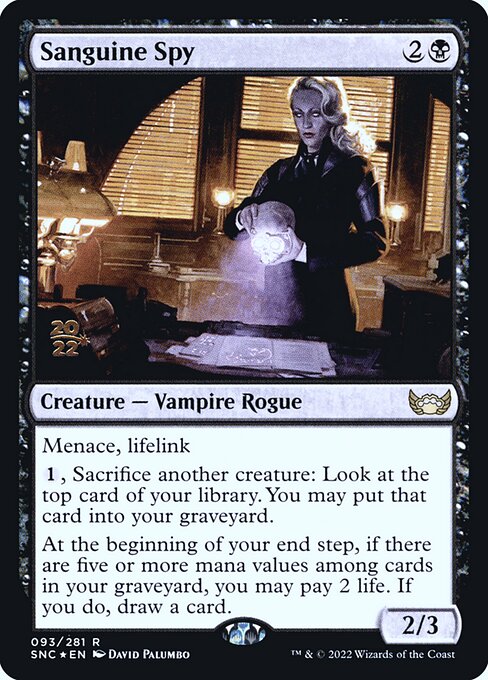 Sanguine Spy 2
20
22
Creature — Vampire Rogue
Menace, lifelink
1, Sacrifice another creature: Look at the
top card of your library. You may put that
card into your graveyard.
At the beginning of your end step, if there
are five or more mana values among cards
in your graveyard, you may pay 2 life. If
you do, draw a card.
2/3
093/281 R
SNC ★ EN DAVID PALUMBO
™ & © 2022 Wizards of the Coast